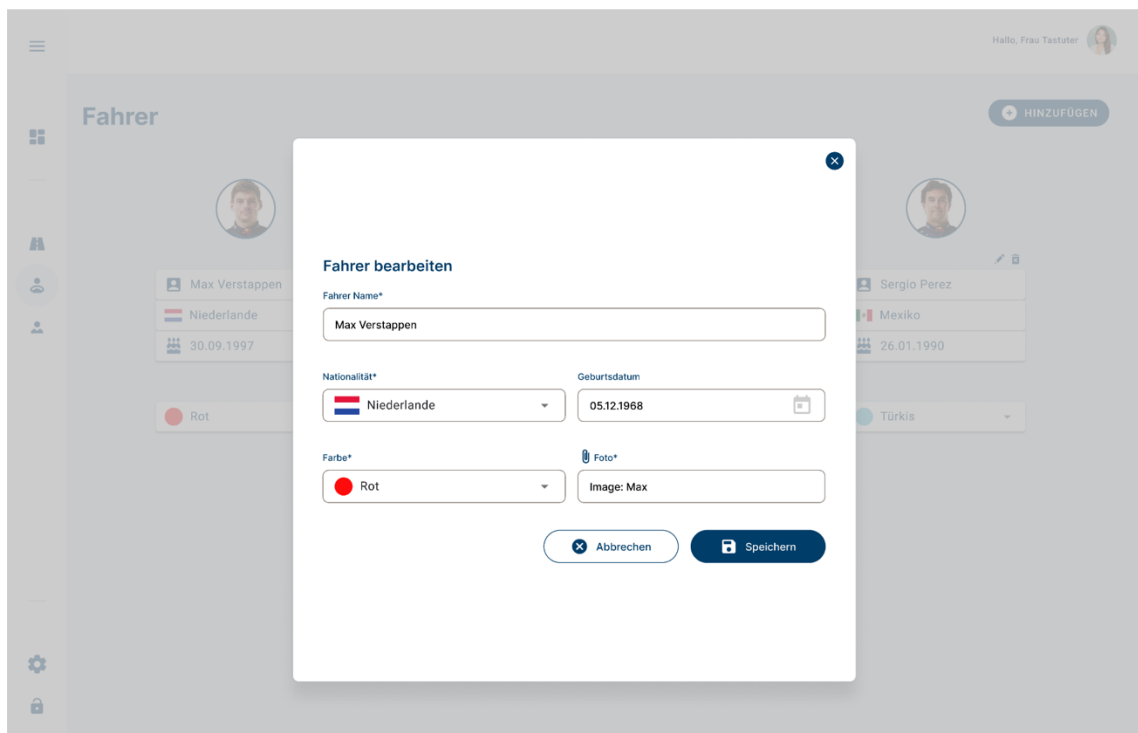 Hallo, Frau Tastater
Fahrer
HINZUFÜGEN
Fahrer bearbeiten
Fahrer Name*
Max Verstappen
Nationalität*
Geburtsdatum
Niederlande
05.12.1968
Farbe*
Foto*
Rot
Image: Max
Abbrechen
Speichern
Max Verstappen
Niederlande
30.09.1997
Rot
Sergio Perez
Mexiko
26.01.1990
Türkis